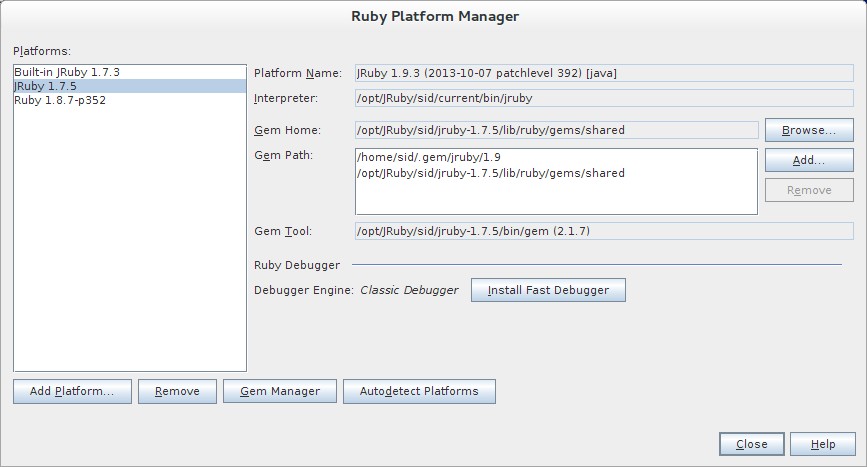 Ruby Platform Manager
Platforms:
Built-in JRuby 1.7.3
JRuby 1.7.5
Ruby 1.8.7-p352
Platform Name: JRuby 1.9.3 (2013-10-07 patchlevel 392) [java]
Interpreter: /opt/JRuby/sid/current/bin/jruby
Gem Home: /opt/JRuby/sid/jruby-1.7.5/lib/ruby/gems/shared Browse...
Gem Path: /home/sid/.gem/jruby/1.9 Add...
/opt/JRuby/sid/jruby-1.7.5/lib/ruby/gems/shared
Remove
Gem Tool: /opt/JRuby/sid/jruby-1.7.5/bin/gem (2.1.7)
Ruby Debugger
Debugger Engine: Classic Debugger Install Fast Debugger
Add Platform... Remove Gem Manager Autodetect Platforms
Close Help